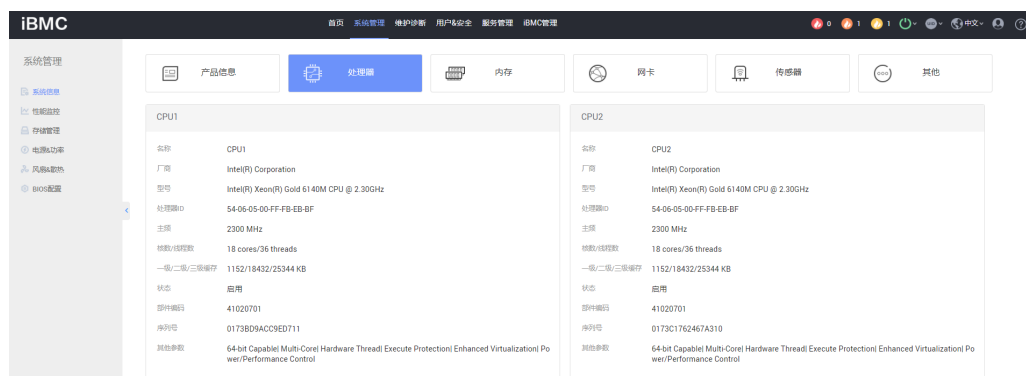 iBMC 首页 系统管理 维护诊断 用户&安全 服务管理 iBMC管理 0 1 1 中文
系统管理
系统信息
性能监控
存储管理
电源&功率
风扇&散热
BIOS配置
产品信息 处理器 内存 网卡 传感器 其他
CPU1
名称 CPU1
厂商 Intel(R) Corporation
型号 Intel(R) Xeon(R) Gold 6140M CPU @ 2.30GHz
处理器ID 54-06-05-00-FF-FB-EB-BF
主频 2300 MHz
核数/线程数 18 cores/36 threads
一级/二级/三级缓存 1152/18432/25344 KB
状态 启用
部件编码 41020701
序列号 0173BD9ACC9ED711
其他参数 64-bit Capable| Multi-Core| Hardware Thread| Execute Protection| Enhanced Virtualization| Po
wer/Performance Control
CPU2
名称 CPU2
厂商 Intel(R) Corporation
型号 Intel(R) Xeon(R) Gold 6140M CPU @ 2.30GHz
处理器ID 54-06-05-00-FF-FB-EB-BF
主频 2300 MHz
核数/线程数 18 cores/36 threads
一级/二级/三级缓存 1152/18432/25344 KB
状态 启用
部件编码 41020701
序列号 0173C1762467A310
其他参数 64-bit Capable| Multi-Core| Hardware Thread| Execute Protection| Enhanced Virtualization| Po
wer/Performance Control